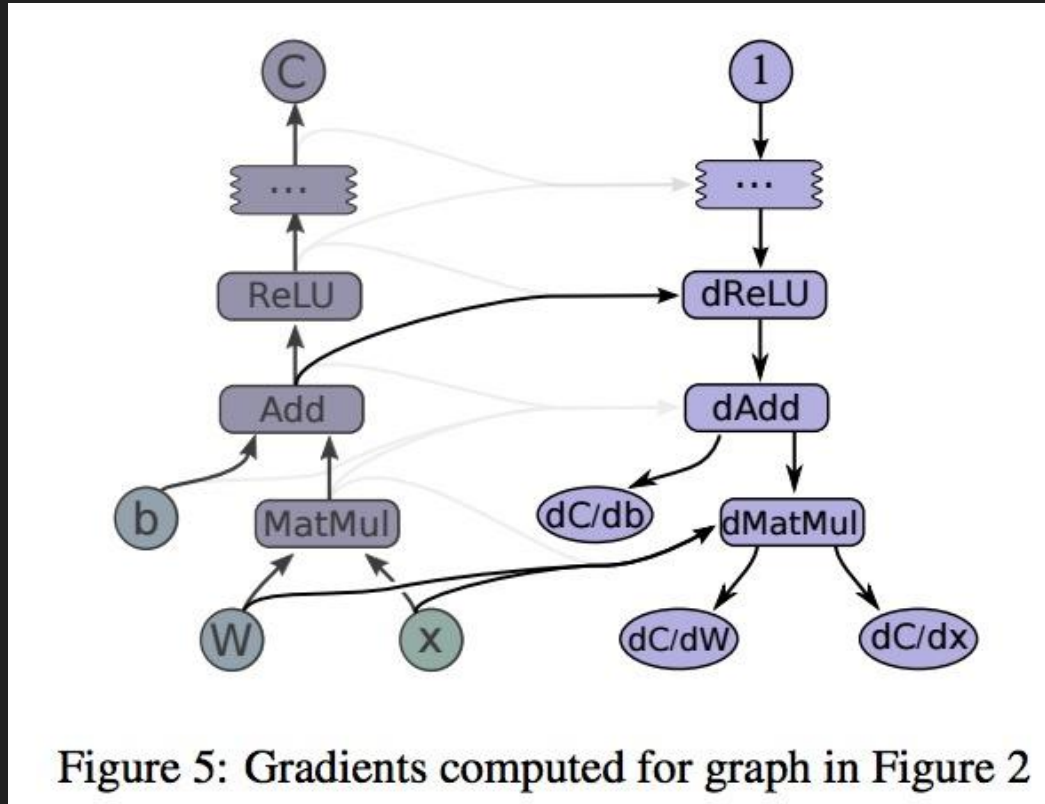 C
1
...
...
ReLU
dReLU
Add
dAdd
b
MatMul
dC/db
dMatMul
W
x
dC/dW
dC/dx
Figure 5: Gradients computed for graph in Figure 2